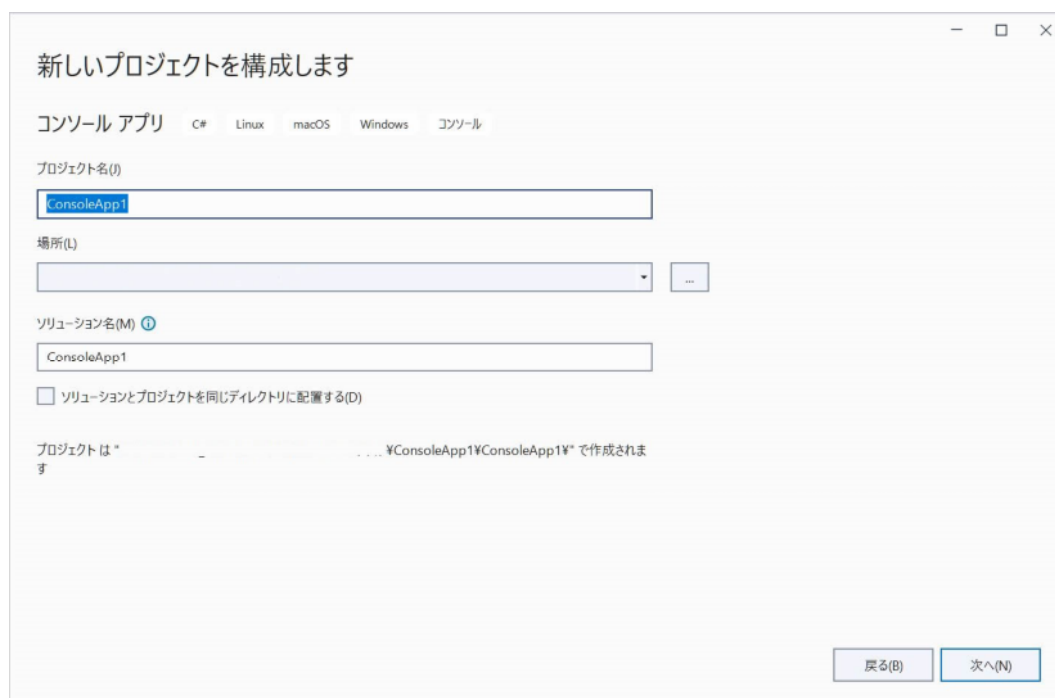 新しいプロジェクトを構成します
コンソール アプリ C# Linux macOS Windows コンソール
プロジェクト名(J)
ConsoleApp1
場所(L)
...
ソリューション名(M)
ConsoleApp1
ソリューションとプロジェクトを同じディレクトリに配置する(D)
プロジェクト は "
¥ConsoleApp1¥ConsoleApp1¥" で作成されま
す
戻る(B) 次へ(N)